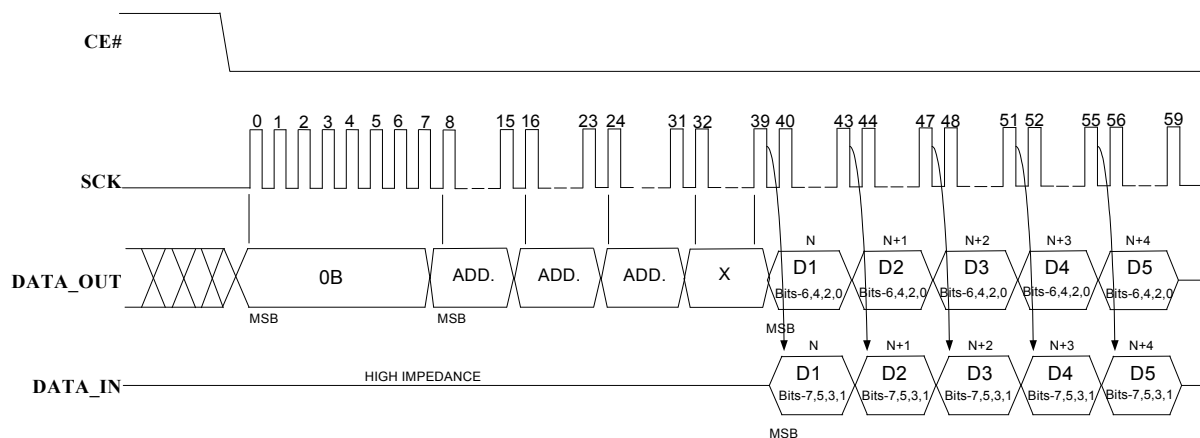 CE#
0 1 2 3 4 5 6 7 8 15 16 23 24 31 32 39 40 43 44 47 48 51 52 55 56 59
SCK
N N+1 N+2 N+3 N+4
DATA_OUT 0B ADD. ADD. ADD. X D1 D2 D3 D4 D5
Bits-6,4,2,0 Bits-6,4,2,0 Bits-6,4,2,0 Bits-6,4,2,0 Bits-6,4,2,0
MSB MSB MSB
N N+1 N+2 N+3 N+4
DATA_IN HIGH IMPEDANCE D1 D2 D3 D4 D5
Bits-7,5,3,1 Bits-7,5,3,1 Bits-7,5,3,1 Bits-7,5,3,1 Bits-7,5,3,1
MSB